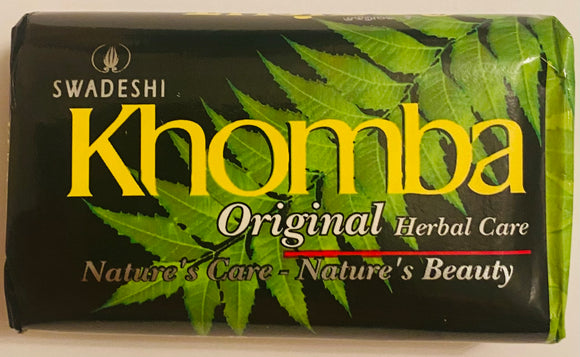 SWADESHI
Khomba
Original Herbal Care
Nature's Care - Nature's Beauty